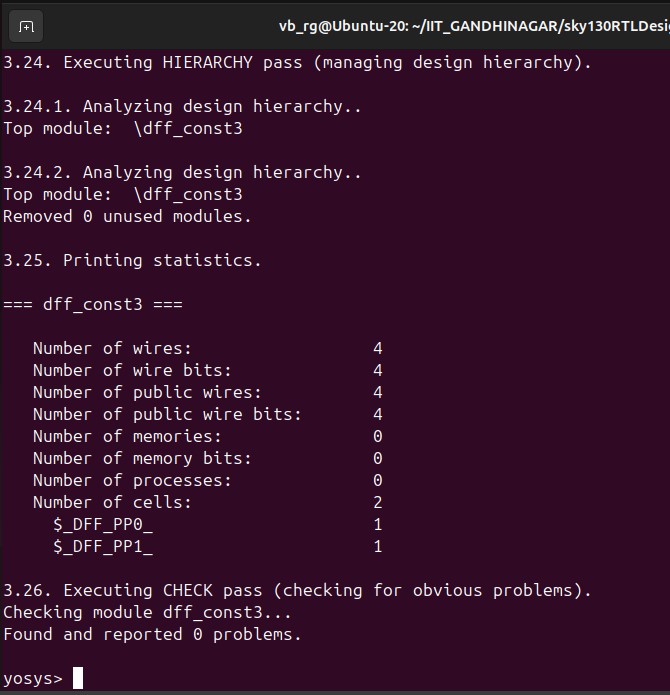 vb_rg@Ubuntu-20: ~/IIT_GANDHINAGAR/sky130RTLDesi
3.24. Executing HIERARCHY pass (managing design hierarchy).
3.24.1. Analyzing design hierarchy..
Top module:  \dff_const3
3.24.2. Analyzing design hierarchy..
Top module:  \dff_const3
Removed 0 unused modules.
3.25. Printing statistics.
=== dff_const3 ===
   Number of wires:                  4
   Number of wire bits:              4
   Number of public wires:           4
   Number of public wire bits:       4
   Number of memories:               0
   Number of memory bits:            0
   Number of processes:              0
   Number of cells:                  2
     $_DFF_PP0_                      1
     $_DFF_PP1_                      1
3.26. Executing CHECK pass (checking for obvious problems).
Checking module dff_const3...
Found and reported 0 problems.
yosys>